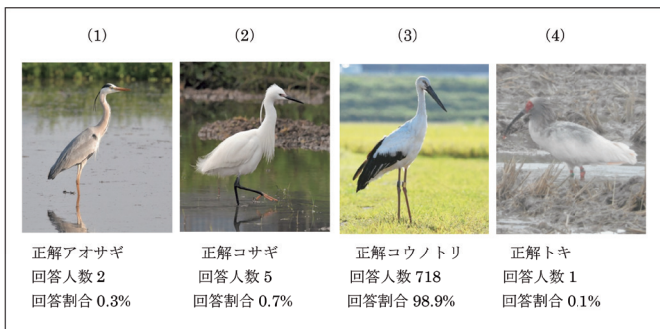 (1)
(2)
(3)
(4)
正解アオサギ
回答人数 2
回答割合 0.3%
正解コサギ
回答人数 5
回答割合 0.7%
正解コウノトリ
回答人数 718
回答割合 98.9%
正解トキ
回答人数 1
回答割合 0.1%